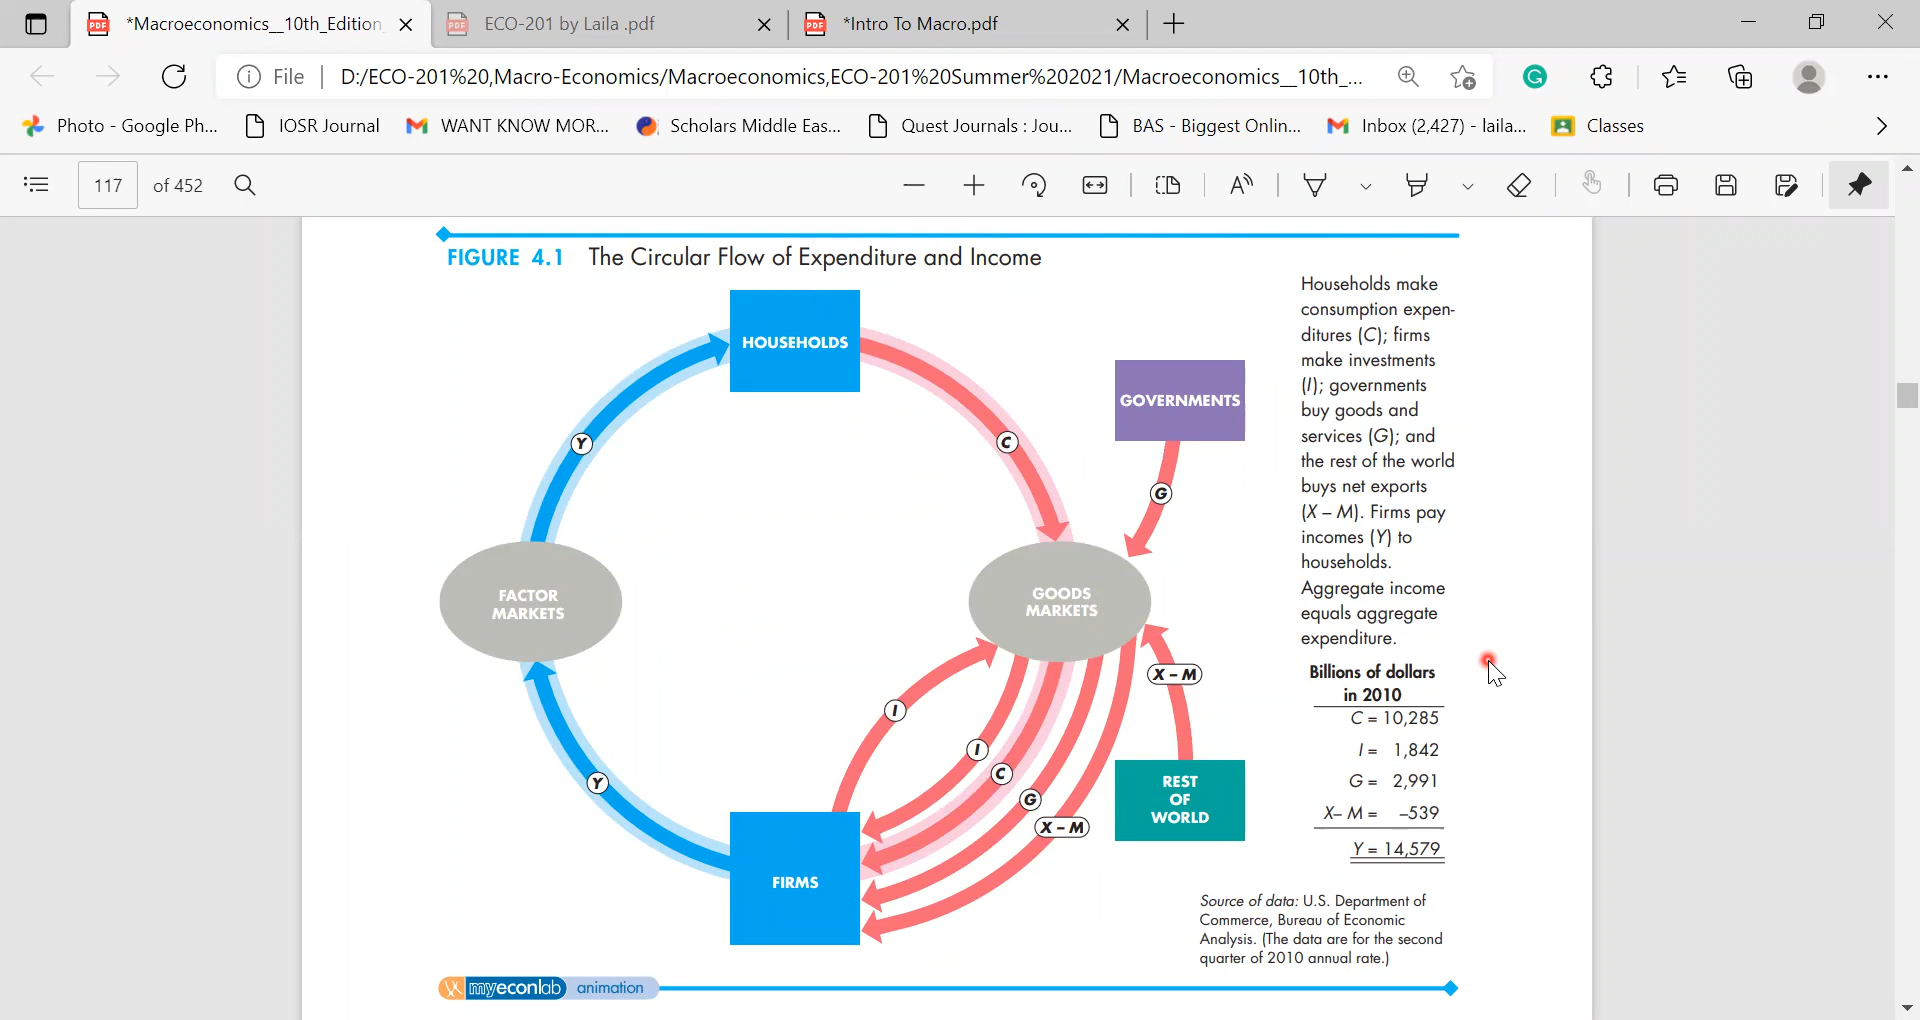 *Macroeconomics__10th_Edition
ECO-201 by Laila .pdf
*Intro To Macro.pdf
File
D:/ECO-201%20,Macro-Economics/Macroeconomics,ECO-201%20Summer%202021/Macroeconomics__10th_...
Photo - Google Ph...
IOSR Journal
WANT KNOW MOR...
Scholars Middle Eas...
Quest Journals : Jou...
BAS - Biggest Onlin...
Inbox (2,427) - laila...
Classes
117
of 452
FIGURE 4.1 The Circular Flow of Expenditure and Income
HOUSEHOLDS
GOVERNMENTS
Y
C
G
FACTOR
MARKETS
GOODS
MARKETS
X – M
I
I
C
G
X – M
Y
REST
OF
WORLD
FIRMS
Households make
consumption expen-
ditures (C); firms
make investments
(I); governments
buy goods and
services (G); and
the rest of the world
buys net exports
(X – M). Firms pay
incomes (Y) to
households.
Aggregate income
equals aggregate
expenditure.
Billions of dollars
in 2010
C = 10,285
I = 1,842
G = 2,991
X– M = –539
Y = 14,579
Source of data: U.S. Department of
Commerce, Bureau of Economic
Analysis. (The data are for the second
quarter of 2010 annual rate.)
myeconlab animation